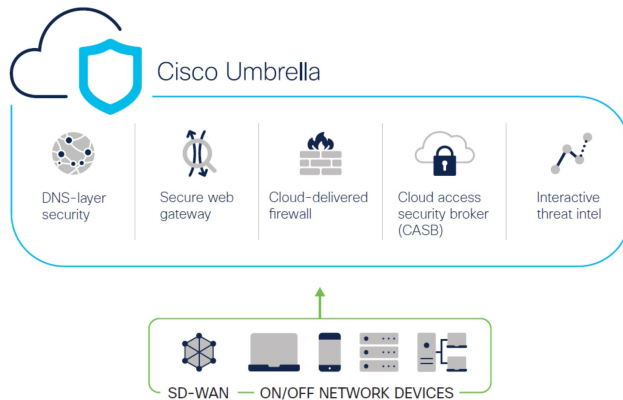 Cisco Umbrella
DNS-layer
security
Secure web
gateway
Cloud-delivered
firewall
Cloud access
security broker
(CASB)
Interactive
threat intel
SD-WAN
ON/OFF NETWORK DEVICES